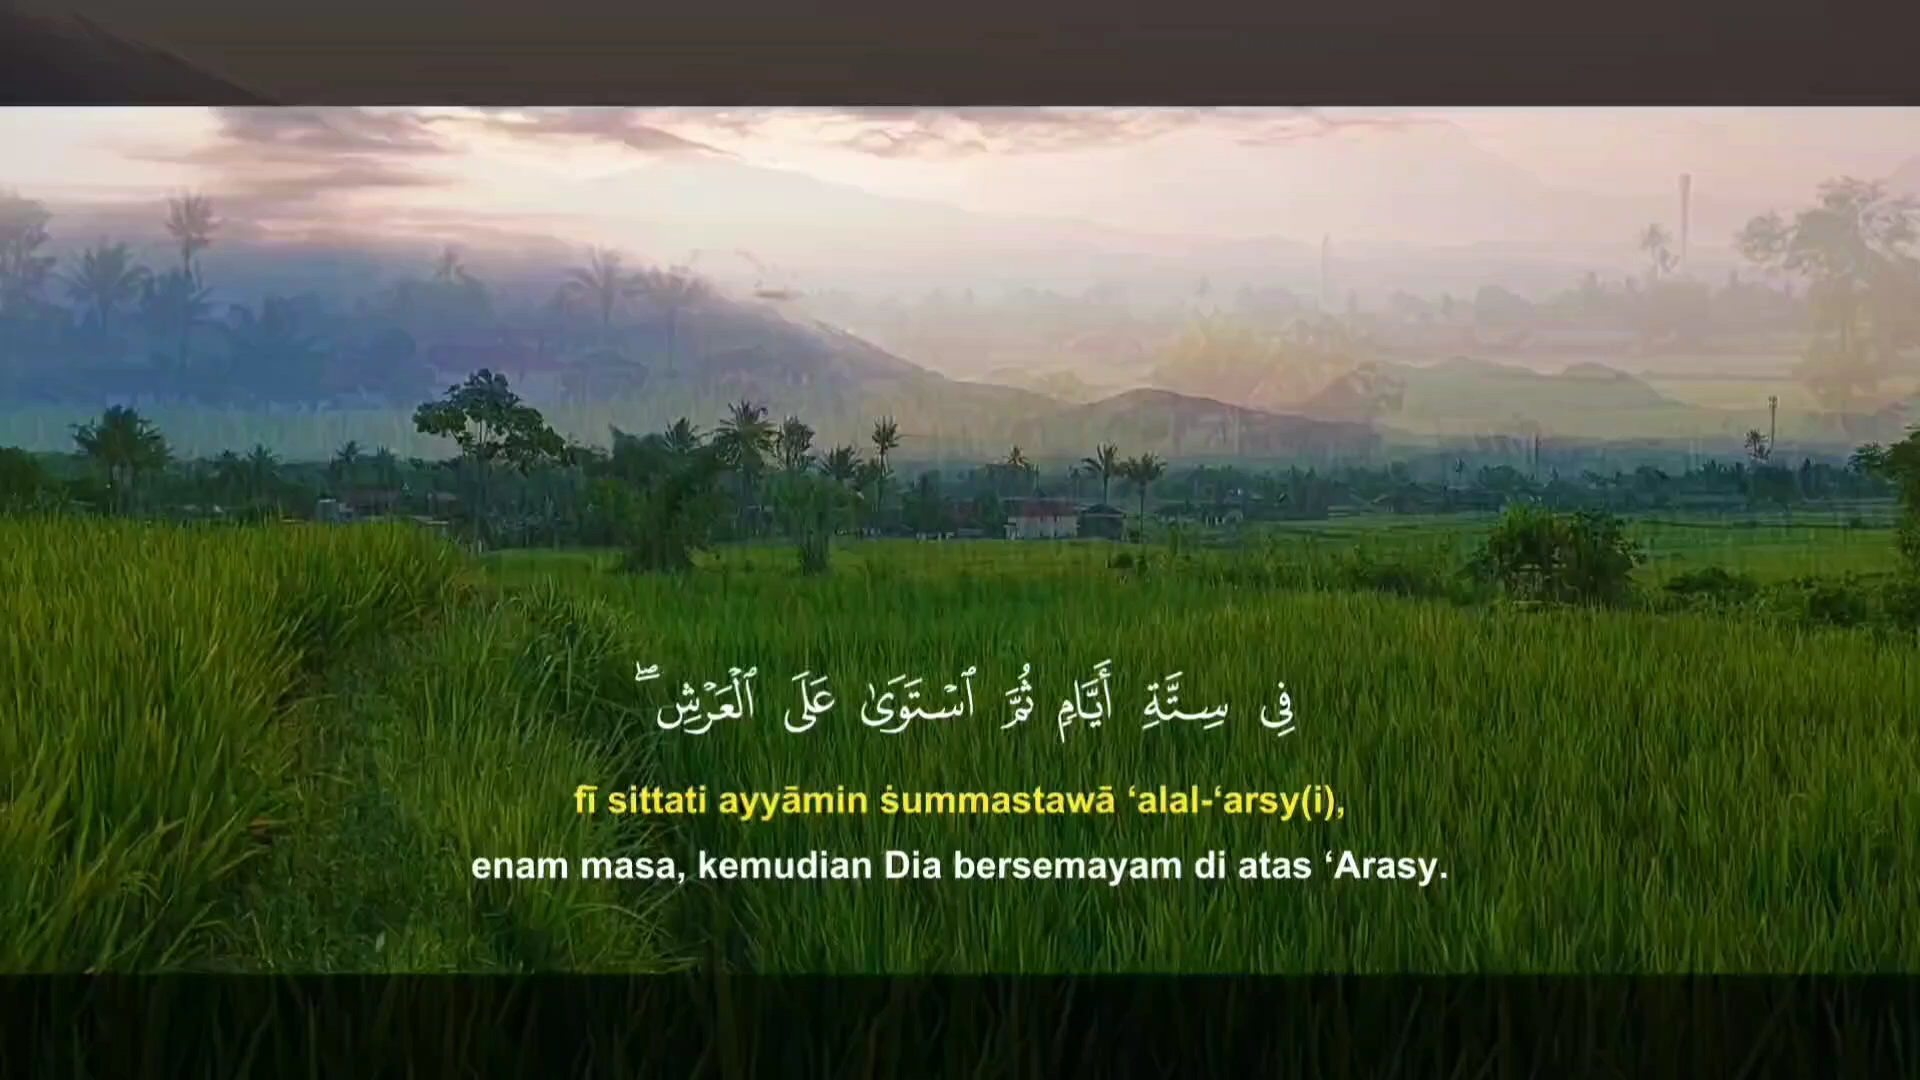 فِى سِتَّةِ أَيَّامٍ ثُمَّ ٱسْتَوَىٰ عَلَى ٱلْعَرْشِ ۖ
fī sittati ayyāmin ṡummastawā ‘alal-‘arsy(i),
enam masa, kemudian Dia bersemayam di atas ‘Arasy.